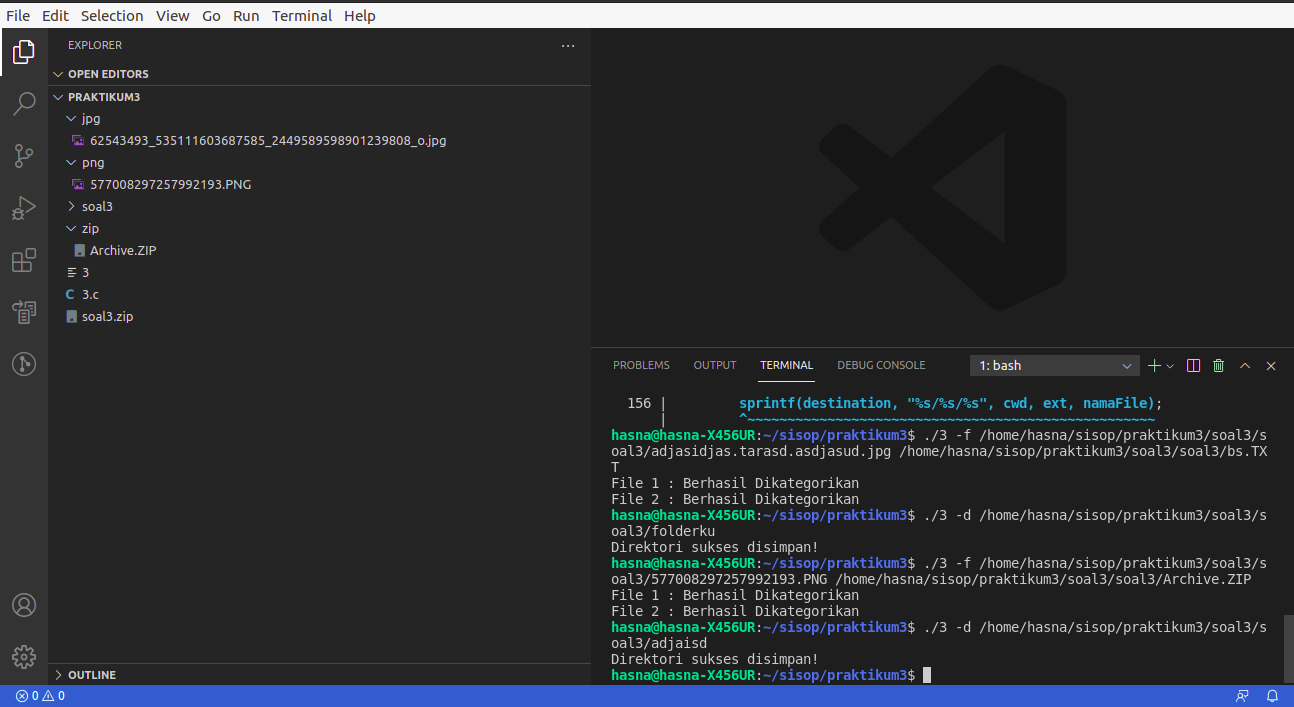 File Edit Selection View Go Run Terminal Help
EXPLORER
OPEN EDITORS
PRAKTIKUM3
jpg
62543493_535111603687585_2449589598901239808_o.jpg
png
577008297257992193.PNG
soal3
zip
Archive.ZIP
3
C 3.c
soal3.zip
OUTLINE
PROBLEMS OUTPUT TERMINAL DEBUG CONSOLE 1: bash
156 | sprintf(destination, "%s/%s/%s", cwd, ext, namaFile);
| ^~~~~~~~~~~~~~~~~~~~~~~~~~~~~~~~~~~~~~~~~~~~~~~~~~~~
hasna@hasna-X456UR:~/sisop/praktikum3$ ./3 -f /home/hasna/sisop/praktikum3/soal3/s
oal3/adjasidjas.tarasd.asdjasud.jpg /home/hasna/sisop/praktikum3/soal3/soal3/bs.TX
T
File 1 : Berhasil Dikategorikan
File 2 : Berhasil Dikategorikan
hasna@hasna-X456UR:~/sisop/praktikum3$ ./3 -d /home/hasna/sisop/praktikum3/soal3/s
oal3/folderku
Direktori sukses disimpan!
hasna@hasna-X456UR:~/sisop/praktikum3$ ./3 -f /home/hasna/sisop/praktikum3/soal3/s
oal3/577008297257992193.PNG /home/hasna/sisop/praktikum3/soal3/soal3/Archive.ZIP
File 1 : Berhasil Dikategorikan
File 2 : Berhasil Dikategorikan
hasna@hasna-X456UR:~/sisop/praktikum3$ ./3 -d /home/hasna/sisop/praktikum3/soal3/s
oal3/adjaisd
Direktori sukses disimpan!
hasna@hasna-X456UR:~/sisop/praktikum3$
0 0